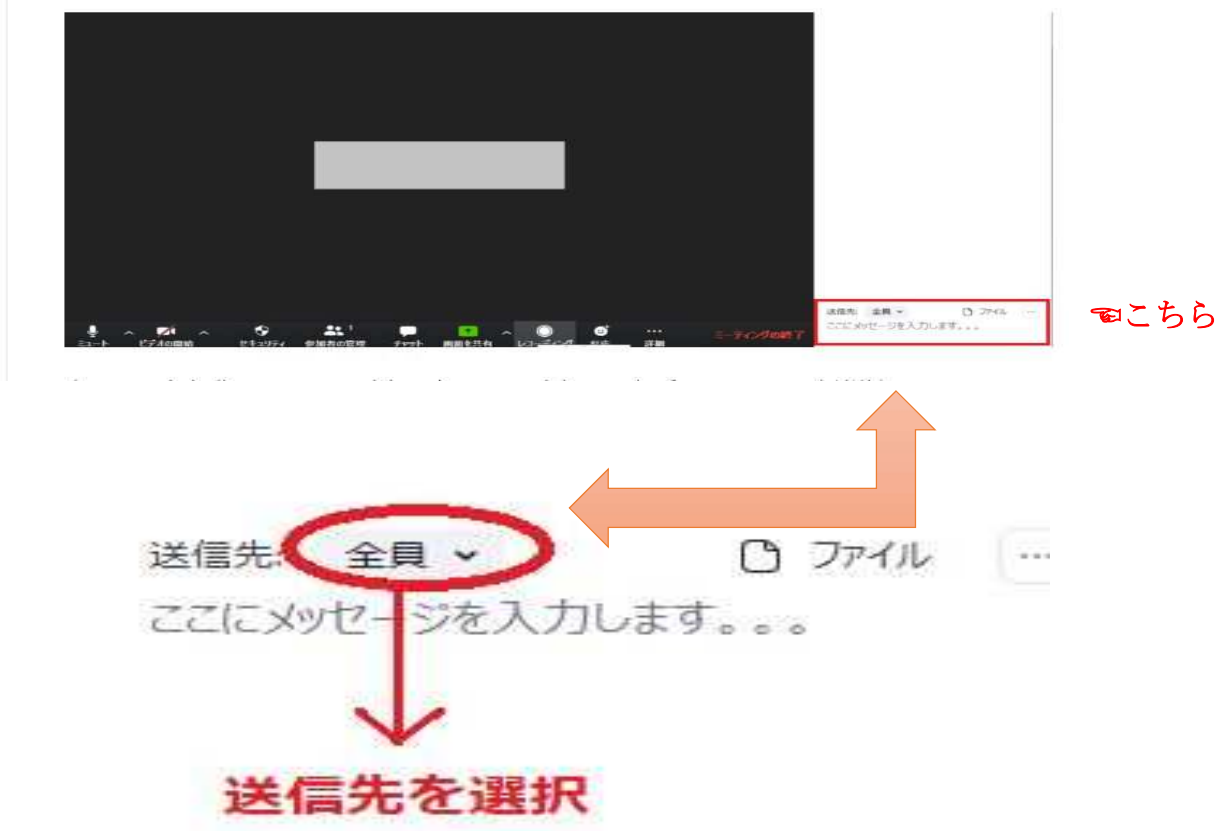 送信先: 全員 ファイル ...
ここにメッセージを入力します。。。
☜こちら
ミュート ビデオの開始 セキュリティ 参加者の管理 1 チャット 画面を共有 レコーディング 反応 詳細 ミーティングの終了
送信先: 全員 ファイル ...
ここにメッセージを入力します。。。
送信先を選択